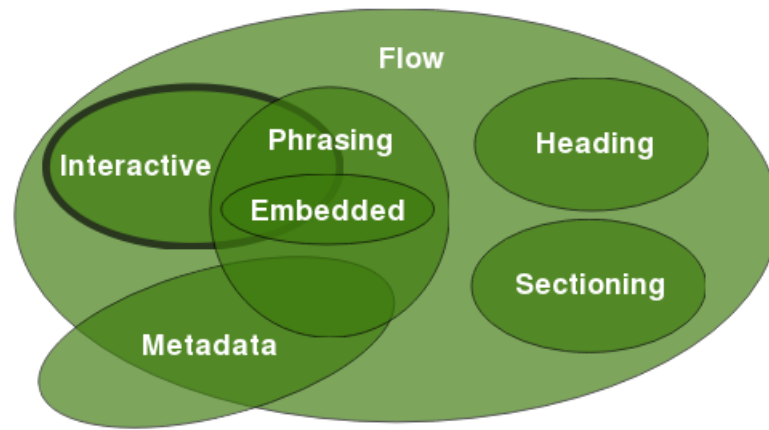 Flow
Phrasing
Heading
Interactive
Embedded
Sectioning
Metadata